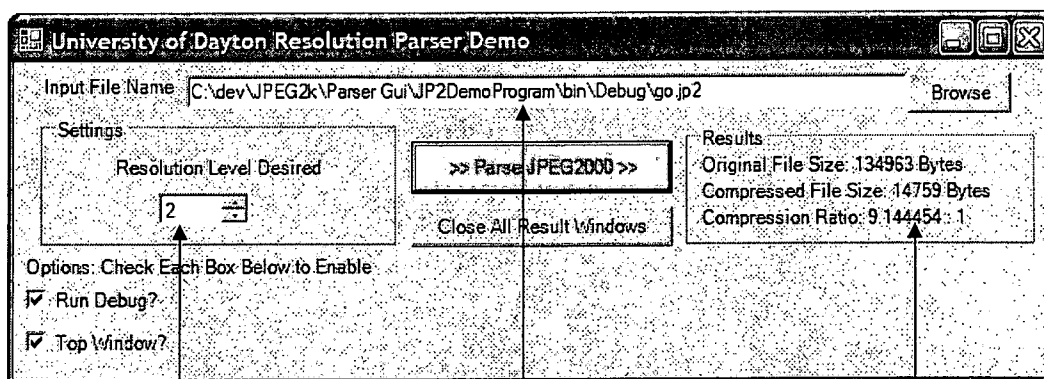 University of Dayton Resolution Parser Demo
Input File Name C:\dev\JPEG2k\Parser Gui\JP2DemoProgram\bin\Debug\go.jp2 Browse
Settings
Resolution Level Desired
2
>> Parse JPEG2000 >>
Close All Result Windows
Results
Original File Size: 134963 Bytes
Compressed File Size: 14759 Bytes
Compression Ratio: 9.144454 : 1
Options: Check Each Box Below to Enable
Run Debug?
Top Window?